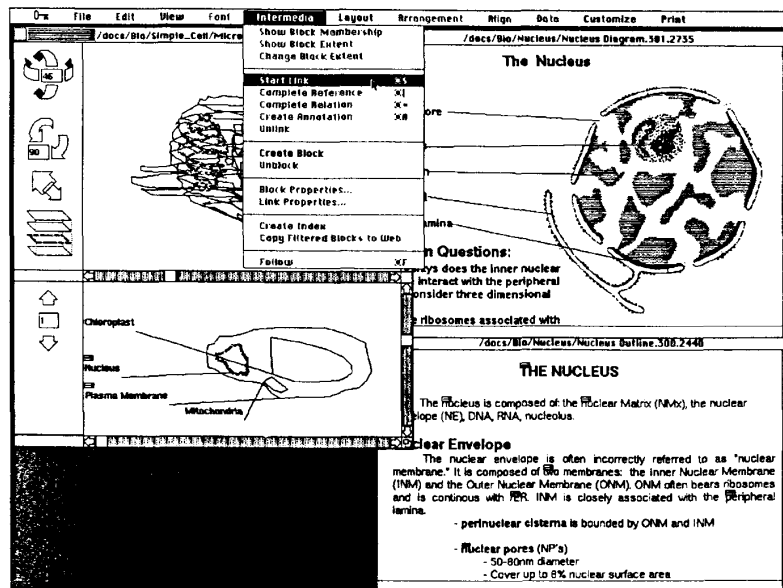 File Edit View Font Intermedia Layout Arrangement Align Data Customize Print
/docs/Bio/Simple_Cell/Micro
46
90
Show Block Membership
Show Block Extent
Change Block Extent
Start Link ⌘S
Complete Reference
Complete Relation ⌘=
Create Annotation
Unlink
Create Block
Unblock
Block Properties...
Link Properties...
Create Index
Copy Filtered Blocks to Web
Follow ⌘F
/docs/Bio/Nucleus/Nucleus Diagram.301.2735
The Nucleus
ore
amina
n Questions:
ays does the inner nuclear
interact with the peripheral
onsider three dimensional
ribosomes associated with
1
Chloroplast
Nucleus
Plasma Membrane
Mitochondria
/docs/Bio/Nucleus/Nucleus Outline.300.2440
THE NUCLEUS
The nucleus is composed of: the nuclear Matrix (NMx), the nuclear
elope (NE), DNA, RNA, nucleolus.
clear Envelope
The nuclear envelope is often incorrectly referred to as "nuclear
membrane." It is composed of two membranes: the Inner Nuclear Membrane
(INM) and the Outer Nuclear Membrane (ONM). ONM often bears ribosomes
and is continous with rER. INM is closely associated with the peripheral
lamina.
- perinuclear cisterna is bounded by ONM and INM
- nuclear pores (NP's)
- 50-80nm diameter
- Cover up to 8% nuclear surface area